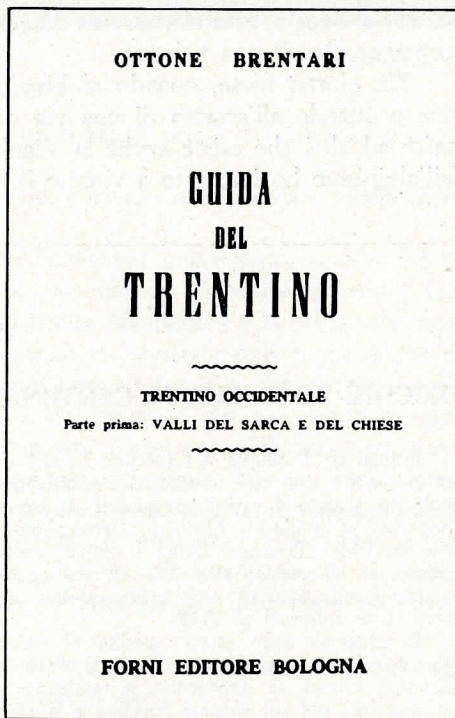 OTTONE BRENTARI
GUIDA
DEL
TRENTINO
TRENTINO OCCIDENTALE
Parte prima: VALLI DEL SARCA E DEL CHIESE
FORNI EDITORE BOLOGNA